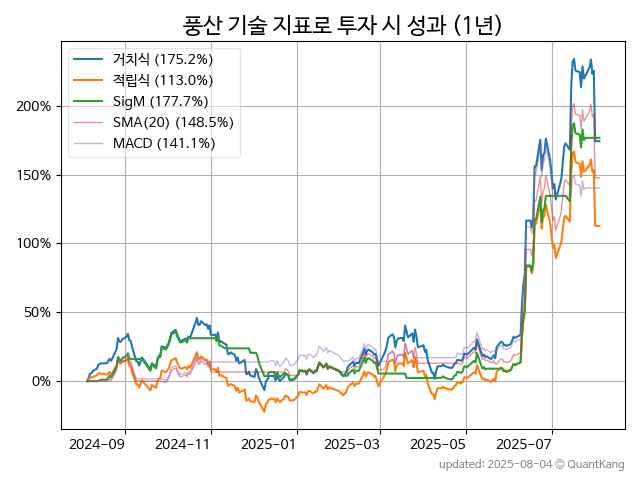 풍산 기술 지표로 투자 시 성과 (1년)
거치식 (175.2%)
적립식 (113.0%)
SigM (177.7%)
SMA(20) (148.5%)
MACD (141.1%)
200%
150%
100%
50%
0%
2024-09 2024-11 2025-01 2025-03 2025-05 2025-07
updated: 2025-08-04 © QuantKang